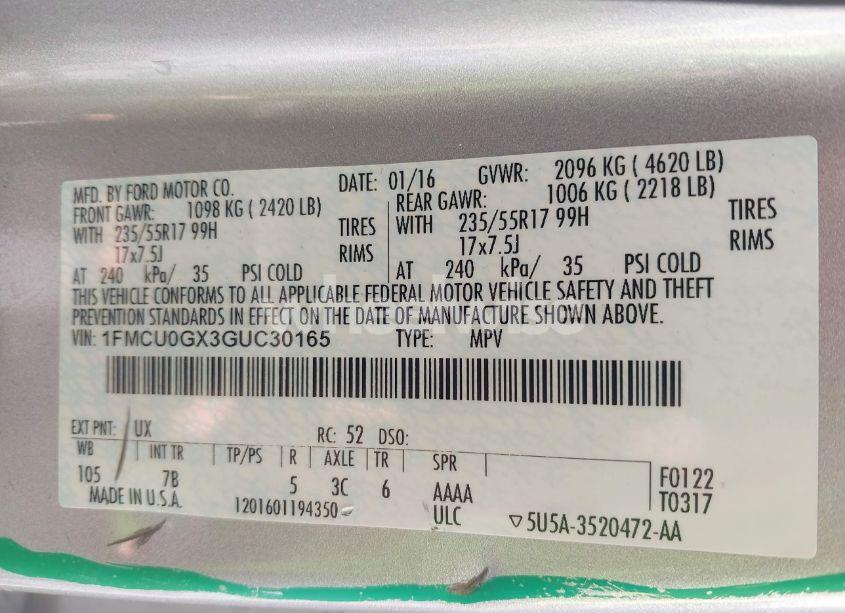 MFD. BY FORD MOTOR CO. DATE: 01/16 GVWR: 2096 KG ( 4620 LB)
FRONT GAWR: 1098 KG ( 2420 LB) REAR GAWR: 1006 KG ( 2218 LB)
WITH 235/55R17 99H TIRES WITH 235/55R17 99H TIRES
17x7.5J RIMS 17x7.5J RIMS
AT 240 kPa/ 35 PSI COLD AT 240 kPa/ 35 PSI COLD
THIS VEHICLE CONFORMS TO ALL APPLICABLE FEDERAL MOTOR VEHICLE SAFETY AND THEFT
PREVENTION STANDARDS IN EFFECT ON THE DATE OF MANUFACTURE SHOWN ABOVE.
VIN: 1FMCU0GX3GUC30165 TYPE: MPV
EXT PNT: UX RC: 52 DSO:
WB INT TR TP/PS R AXLE TR SPR
105 7B 5 3C 6 AAAA F0122
MADE IN U.S.A. 1201601194350 ULC T0317
▽5U5A-3520472-AA